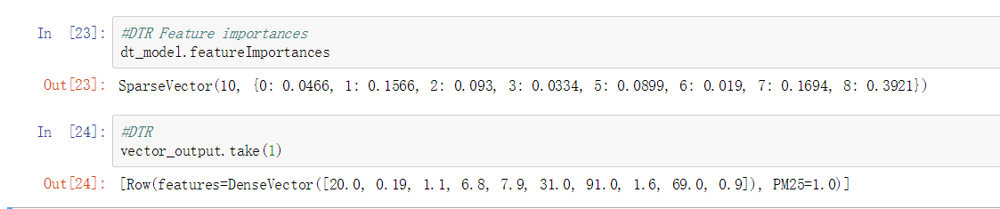 In [23]: #DTR Feature importances
dt_model.featureImportances
Out[23]: SparseVector(10, {0: 0.0466, 1: 0.1566, 2: 0.093, 3: 0.0334, 5: 0.0899, 6: 0.019, 7: 0.1694, 8: 0.3921})
In [24]: #DTR
vector_output.take(1)
Out[24]: [Row(features=DenseVector([20.0, 0.19, 1.1, 6.8, 7.9, 31.0, 91.0, 1.6, 69.0, 0.9]), PM25=1.0)]